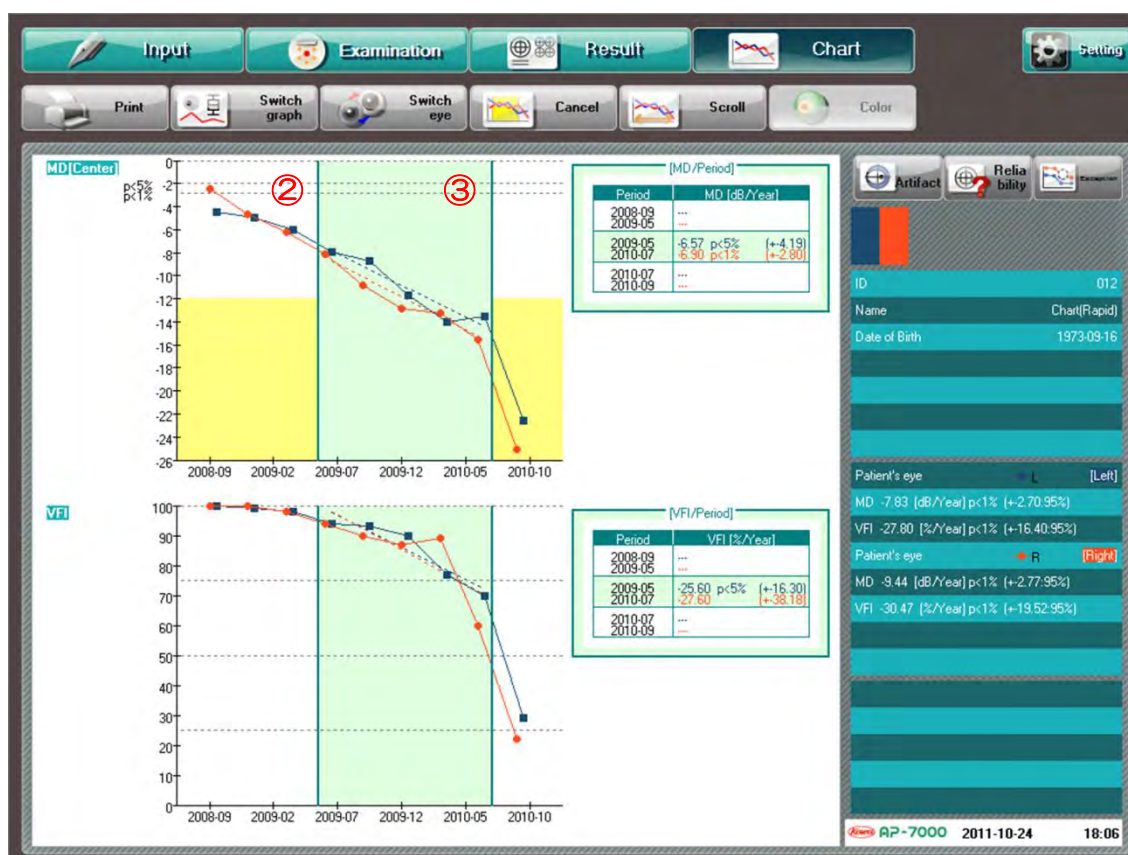 Input
Examination
Result
Chart
Setting
Print
Switch graph
Switch eye
Cancel
Scroll
Color
MD[Center]
p<5%
p<1%
0
-2
-4
-6
-8
-10
-12
-14
-16
-18
-20
-22
-24
-26
②
③
2008-09 2009-02 2009-07 2009-12 2010-05 2010-10
[MD/Period]
Period MD [dB/Year]
2008-09 ...
2009-05 ...
2009-05 -6.57 p<5% (+-4.19)
2010-07 -6.90 p<1% (+-2.80)
2010-07 ...
2010-09 ...
VFI
100
90
80
70
60
50
40
30
20
10
0
2008-09 2009-02 2009-07 2009-12 2010-05 2010-10
[VFI/Period]
Period VFI [%/Year]
2008-09 ...
2009-05 ...
2009-05 -25.60 p<5% (+-16.30)
2010-07 -27.60 (+-38.18)
2010-07 ...
2010-09 ...
Artifact
Relia
bility
Exception
ID 012
Name Chart(Rapid)
Date of Birth 1973-09-16
Patient's eye L [Left]
MD -7.83 [dB/Year] p<1% (+-2.70:95%)
VFI -27.80 [%/Year] p<1% (+-16.40:95%)
Patient's eye R [Right]
MD -9.44 [dB/Year] p<1% (+-2.77:95%)
VFI -30.47 [%/Year] p<1% (+-19.52:95%)
Kowa AP-7000 2011-10-24 18:06